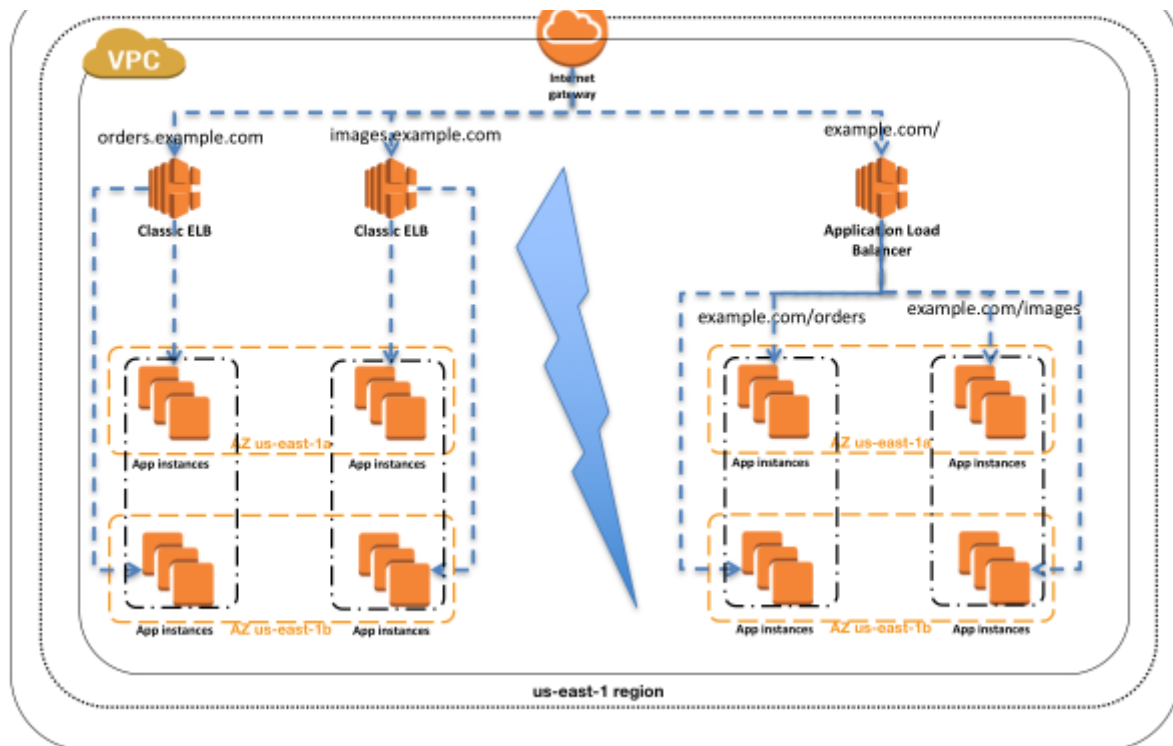 VPC
Internet
gateway
orders.example.com
images.example.com
example.com/
Classic ELB
Classic ELB
Application Load
Balancer
example.com/orders
example.com/images
AZ us-east-1a
AZ us-east-1a
App instances
App instances
App instances
App instances
App instances
AZ us-east-1b
App instances
App instances
AZ us-east-1b
App instances
us-east-1 region